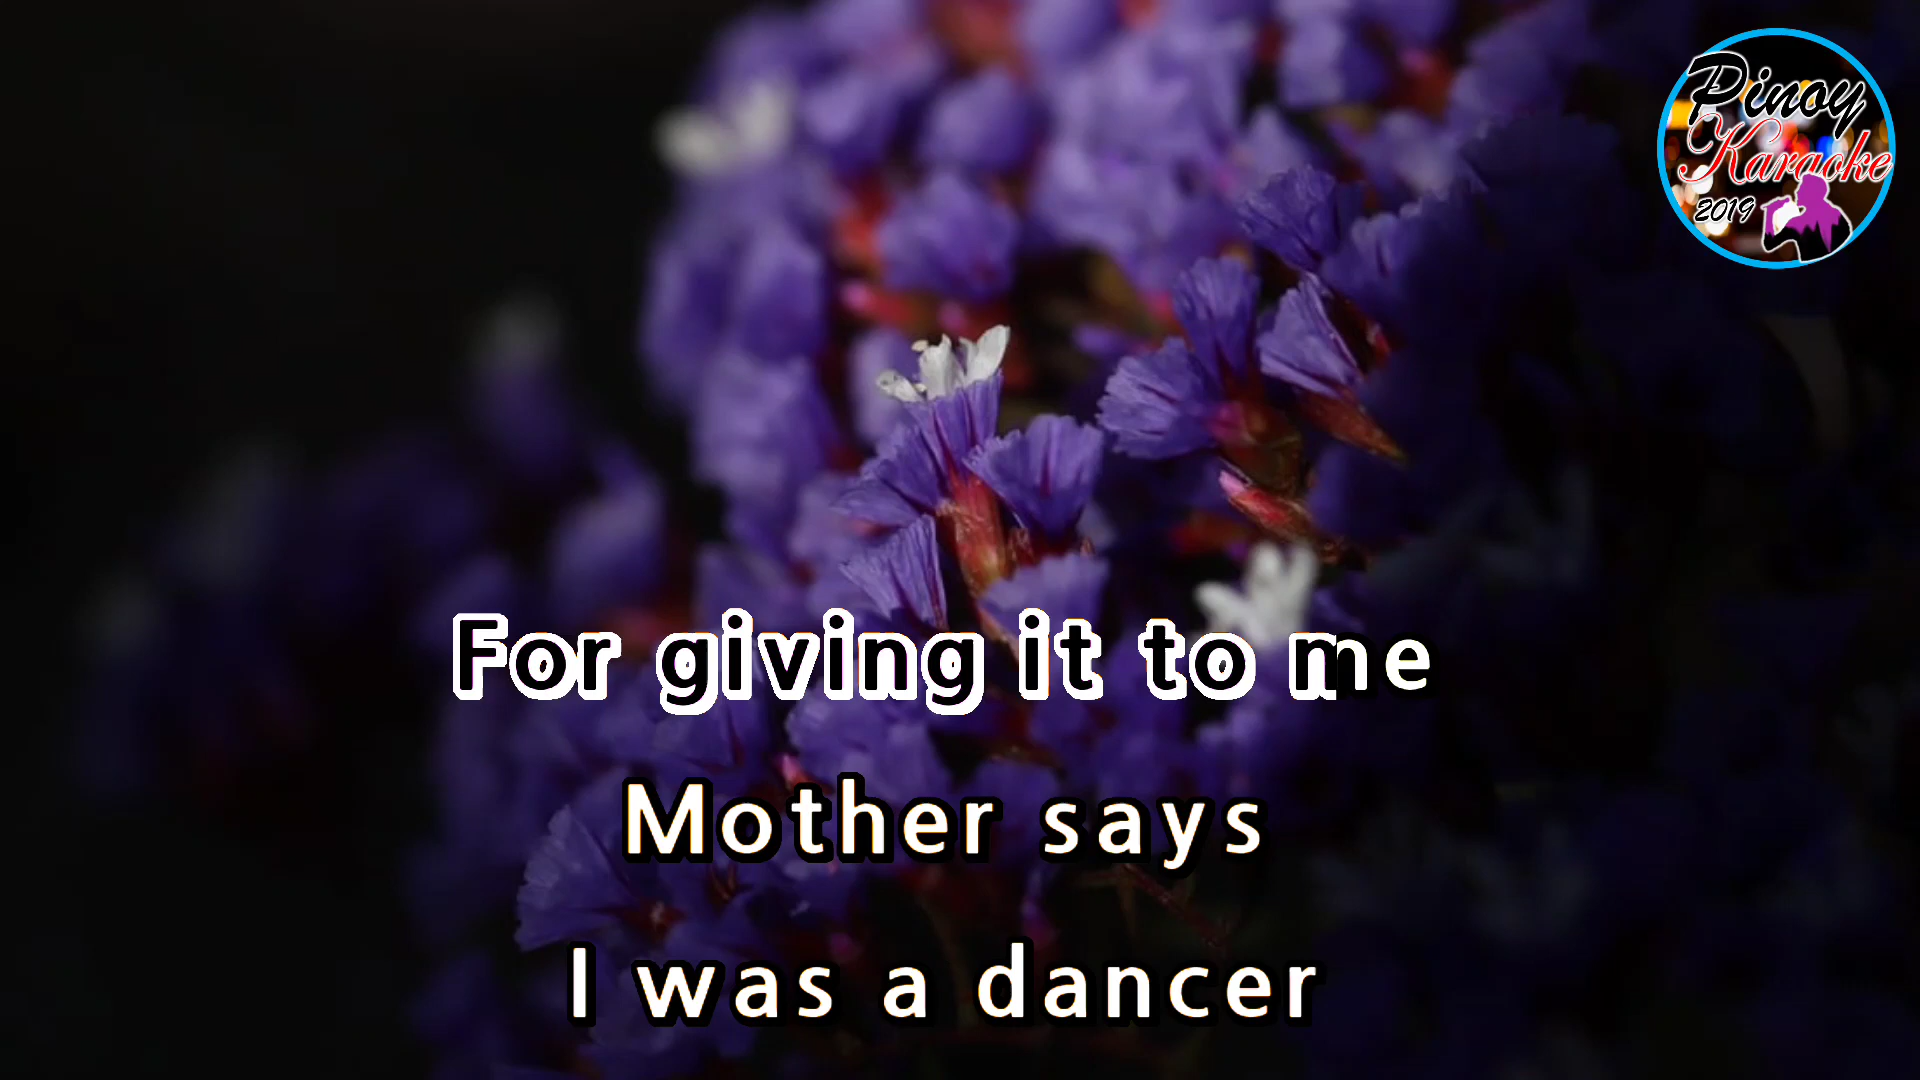 Pinoy
Karaoke
2019
For giving it to me
Mother says
I was a dancer